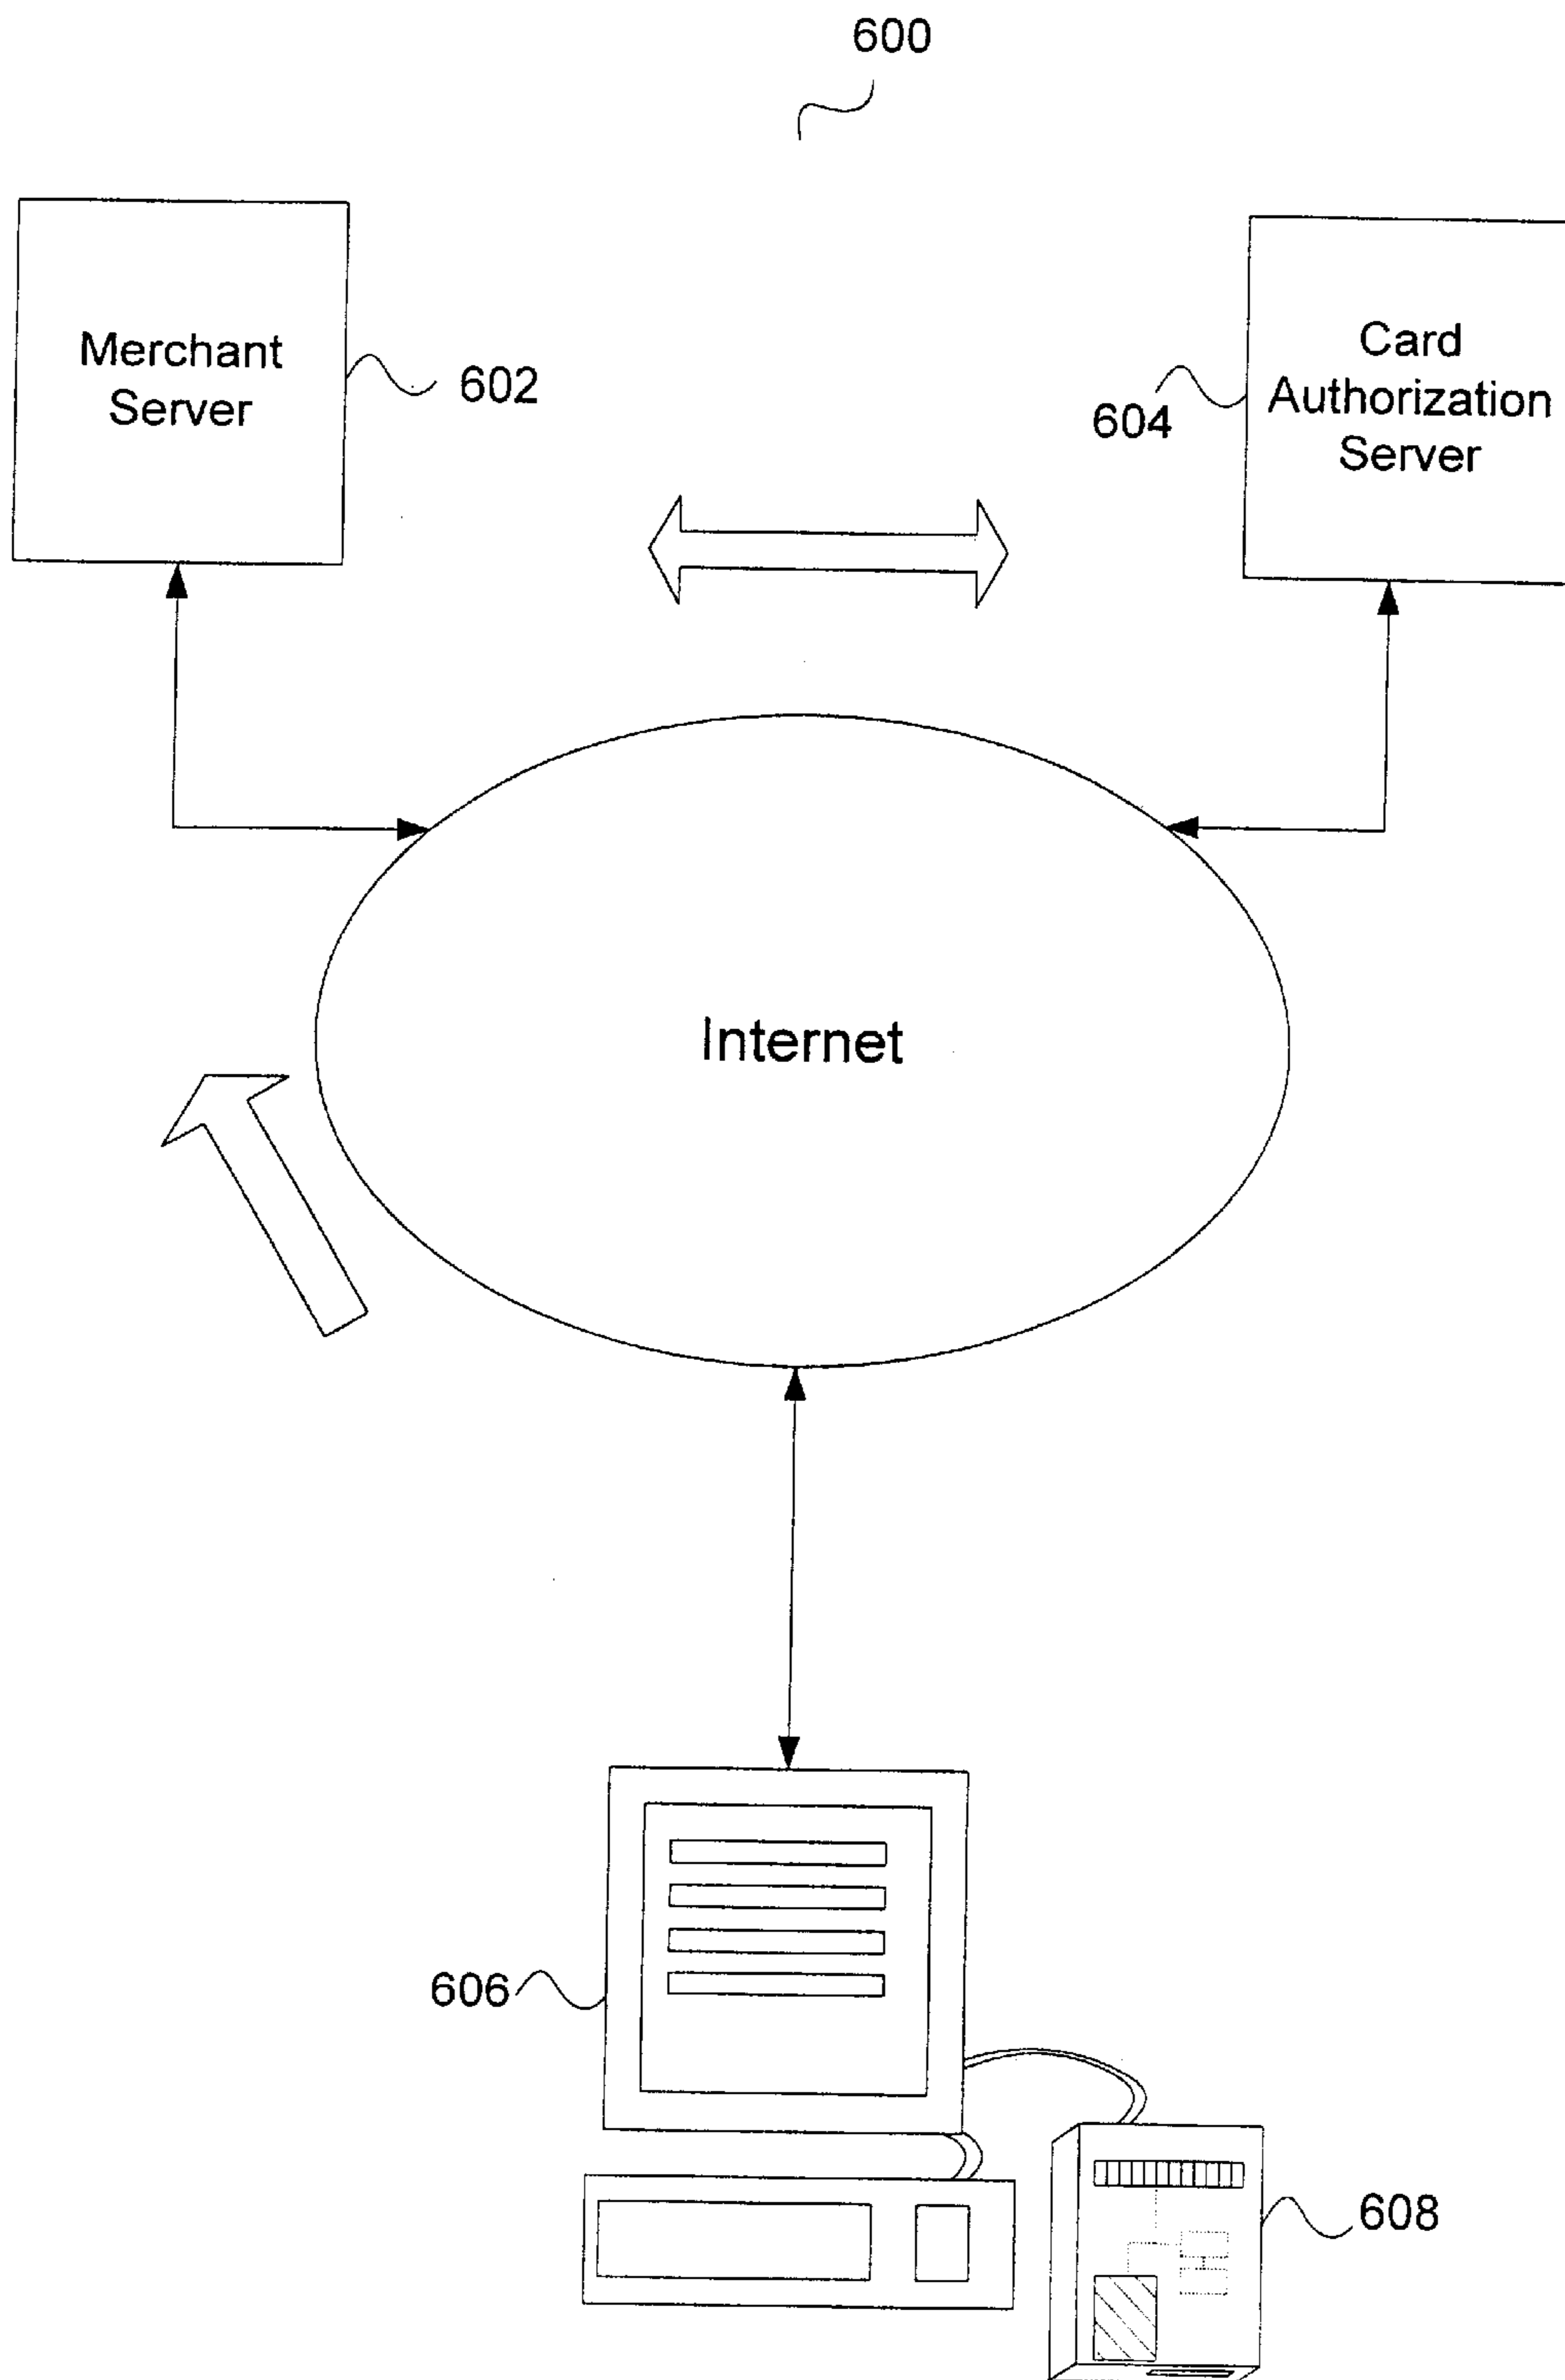 600
Merchant
Server
602
604
Card
Authorization
Server
Internet
606
608